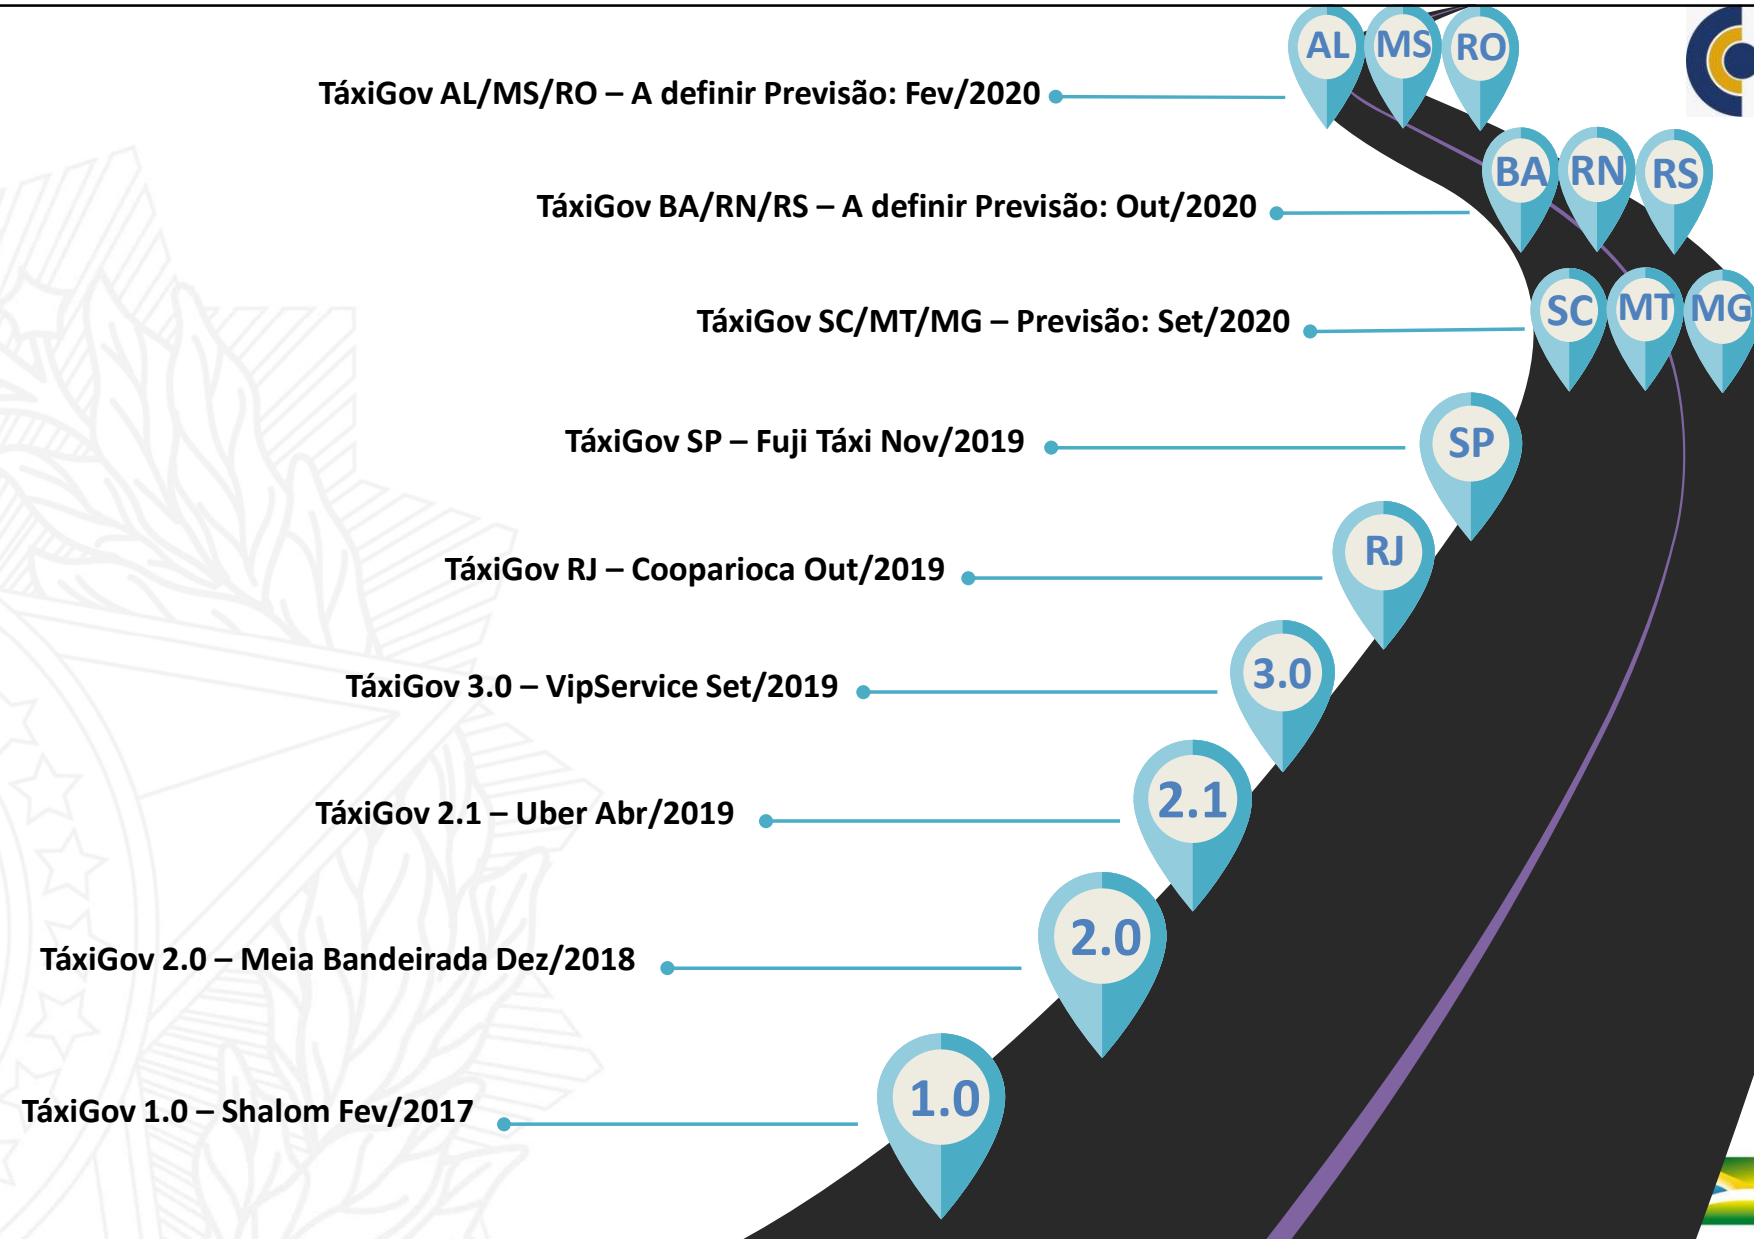 AL MS RO
TáxiGov AL/MS/RO – A definir Previsão: Fev/2020
BA RN RS
TáxiGov BA/RN/RS – A definir Previsão: Out/2020
SC MT MG
TáxiGov SC/MT/MG – Previsão: Set/2020
TáxiGov SP – Fuji Táxi Nov/2019
SP
TáxiGov RJ – Cooparioca Out/2019
RJ
TáxiGov 3.0 – VipService Set/2019
3.0
TáxiGov 2.1 – Uber Abr/2019
2.1
TáxiGov 2.0 – Meia Bandeirada Dez/2018
2.0
TáxiGov 1.0 – Shalom Fev/2017
1.0